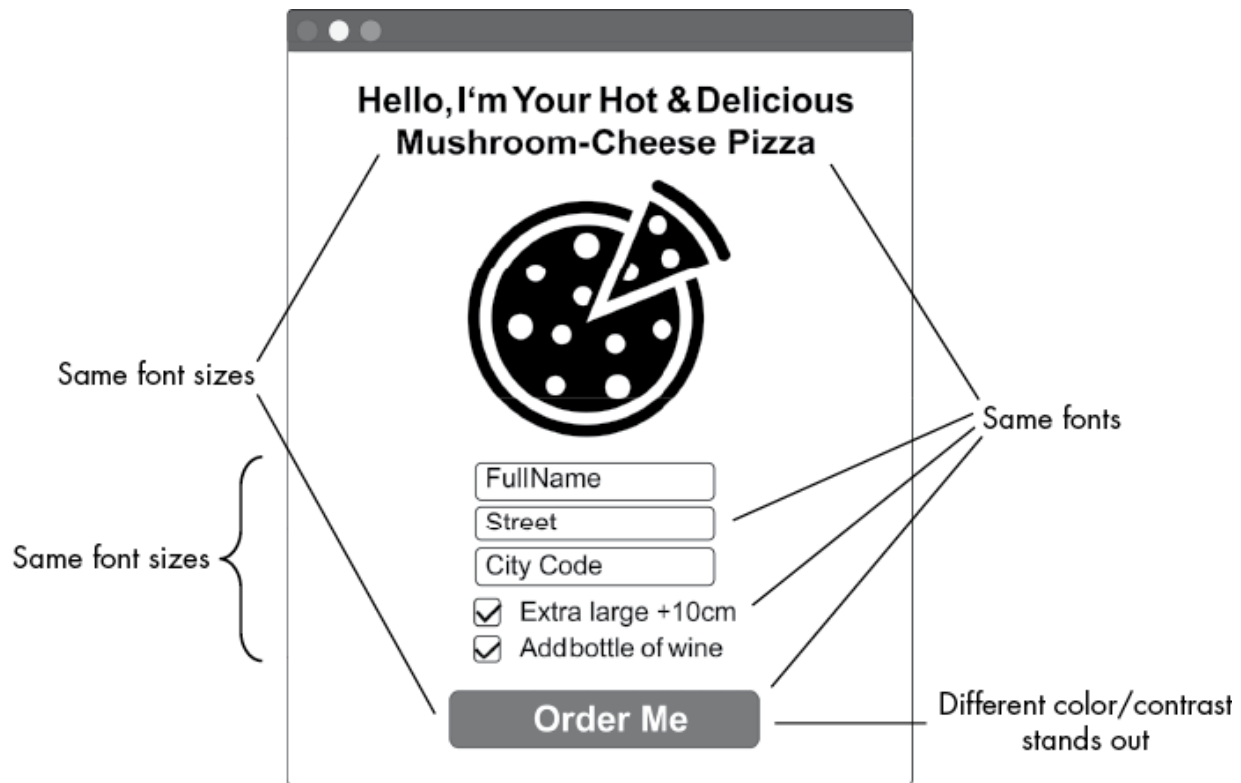 Hello, I‘m Your Hot & Delicious
Mushroom-Cheese Pizza
Same font sizes
Same fonts
FullName
Street
City Code
Same font sizes
Extra large +10cm
Add bottle of wine
Order Me
Different color/contrast
stands out